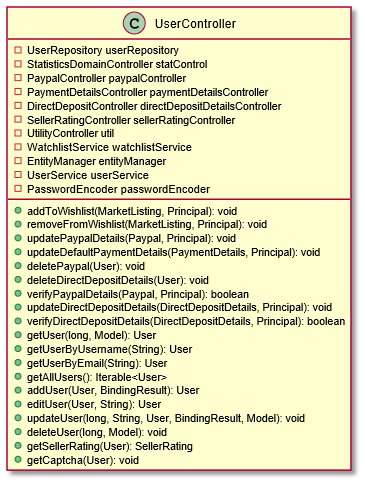 C UserController
UserRepository userRepository
StatisticsDomainController statControl
PaypalController paypalController
PaymentDetailsController paymentDetailsController
DirectDepositController directDepositDetailsController
SellerRatingController sellerRatingController
UtilityController util
WatchlistService watchlistService
EntityManager entityManager
UserService userService
PasswordEncoder passwordEncoder
addToWishlist(MarketListing, Principal): void
removeFromWishlist(MarketListing, Principal): void
updatePaypalDetails(Paypal, Principal): void
updateDefaultPaymentDetails(PaymentDetails, Principal): void
deletePaypal(User): void
deleteDirectDepositDetails(User): void
verifyPaypalDetails(Paypal, Principal): boolean
updateDirectDepositDetails(DirectDepositDetails, Principal): void
verifyDirectDepositDetails(DirectDepositDetails, Principal): boolean
getUser(long, Model): User
getUserByUsername(String): User
getUserByEmail(String): User
getAllUsers(): Iterable<User>
addUser(User, BindingResult): User
editUser(User, String): User
updateUser(long, String, User, BindingResult, Model): void
deleteUser(long, Model): void
getSellerRating(User): SellerRating
getCaptcha(User): void